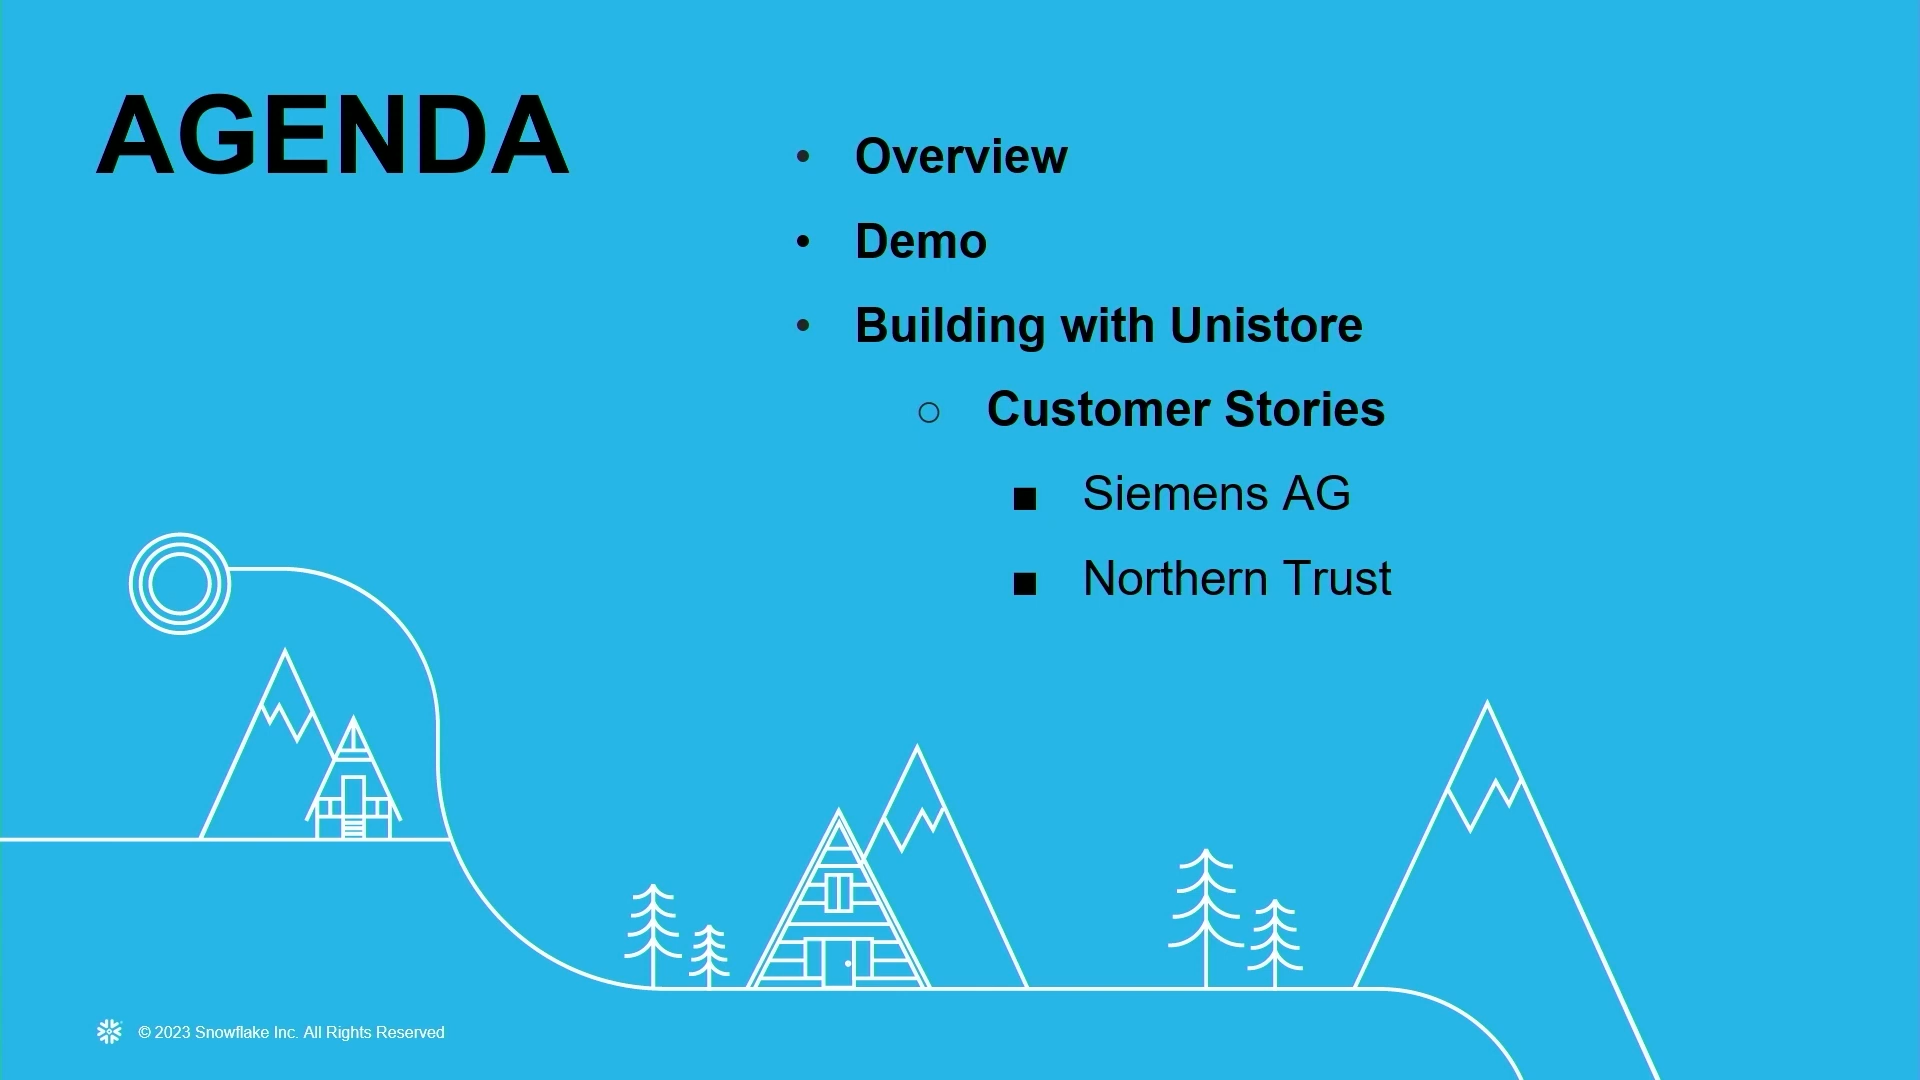 AGENDA
• Overview
• Demo
• Building with Unistore
○ Customer Stories
■ Siemens AG
■ Northern Trust
© 2023 Snowflake Inc. All Rights Reserved